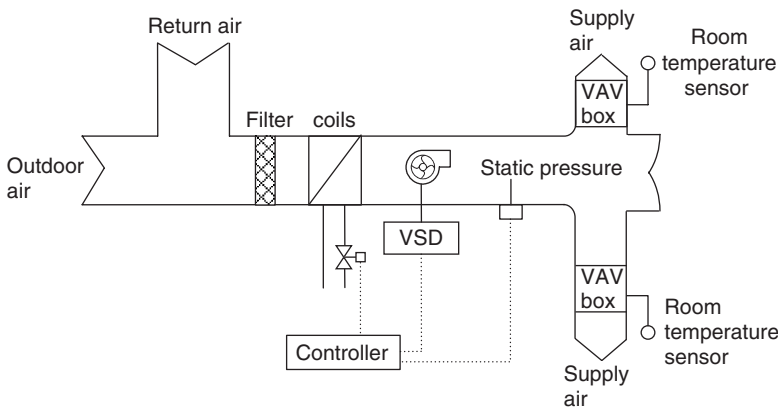 Return air
Supply
air
Room
temperature
sensor
VAV
box
Filter
coils
Outdoor
air
Static pressure
VSD
VAV
box
Room
temperature
sensor
Controller
Supply
air